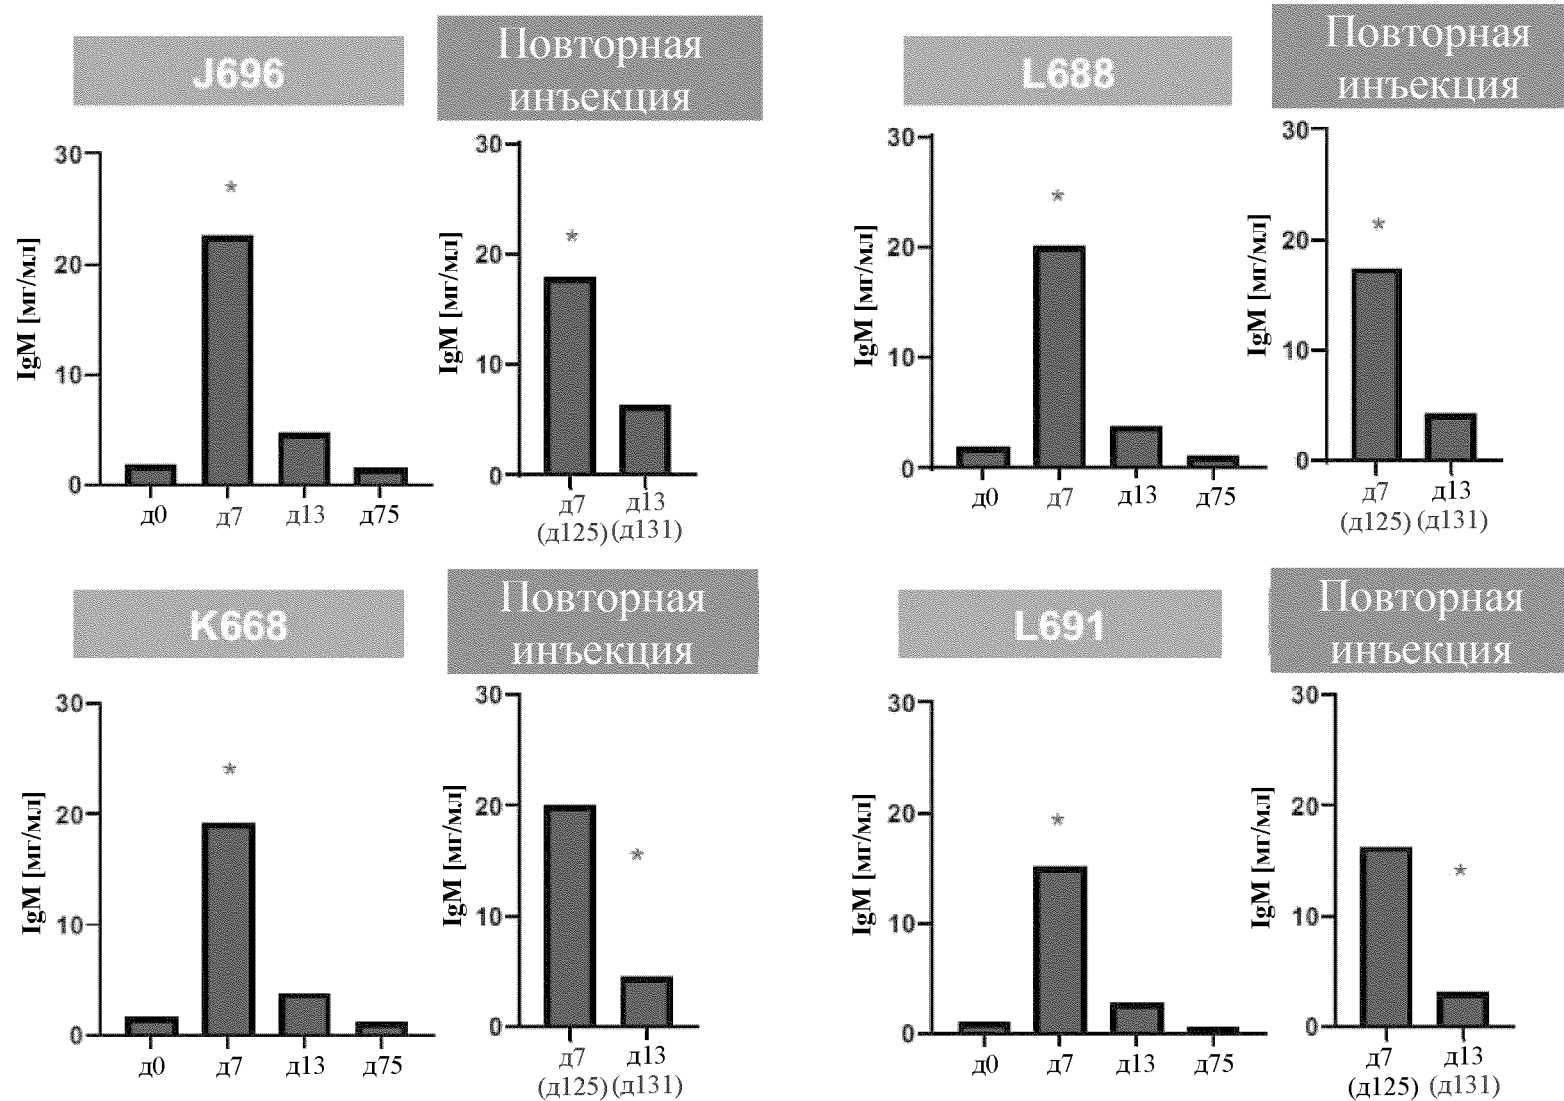 J696
Повторная
инъекция
L688
Повторная
инъекция
IgM [мг/мл]
30
20
10
0
*
д0 д7 д13 д75
IgM [мг/мл]
30
20
10
0
*
д7 д13
(д125) (д131)
IgM [мг/мл]
30
20
10
0
*
д0 д7 д13 д75
IgM [мг/мл]
30
20
10
0
*
д7 д13
(д125) (д131)
K668
Повторная
инъекция
L691
Повторная
инъекция
IgM [мг/мл]
30
20
10
0
*
д0 д7 д13 д75
IgM [мг/мл]
30
20
10
0
*
д7 д13
(д125) (д131)
IgM [мг/мл]
30
20
10
0
*
д0 д7 д13 д75
IgM [мг/мл]
30
20
10
0
*
д7 д13
(д125) (д131)